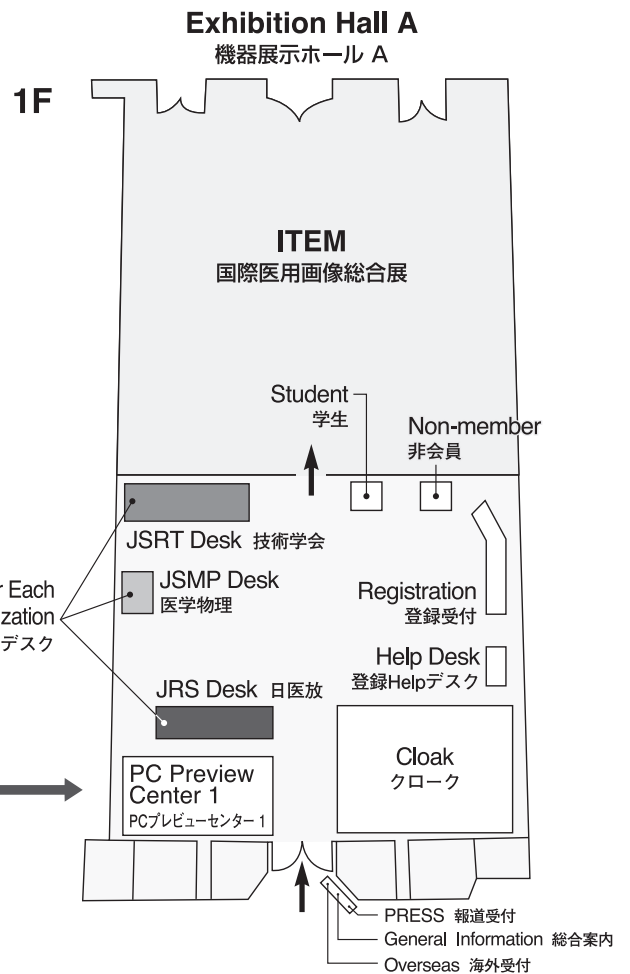 Exhibition Hall A
機器展示ホール A
1F
ITEM
国際医用画像総合展
Student
学生
Non-member
非会員
JSRT Desk 技術学会
Each
デスク
JSMP Desk
医学物理
Registration
登録受付
Help Desk
登録Helpデスク
JRS Desk 日医放
PC Preview
Center 1
PCプレビューセンター 1
Cloak
クローク
PRESS 報道受付
General Information 総合案内
Overseas 海外受付